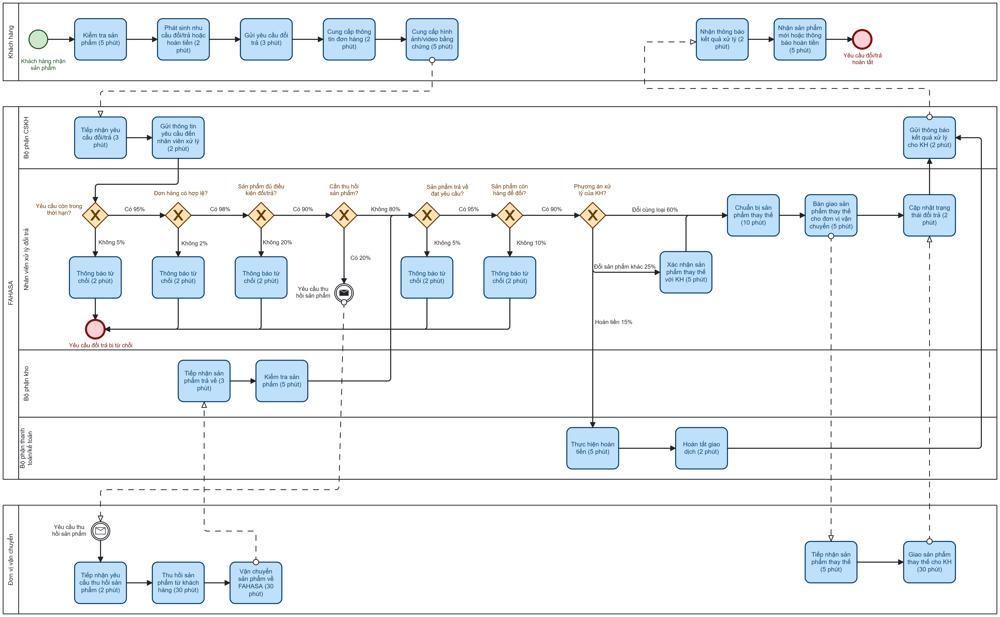 Khách hàng
Khách hàng nhận
sản phẩm
Kiểm tra sản
phẩm (5 phút)
Phát sinh nhu
cầu đổi/trả hoặc
hoàn tiền (2
phút)
Gửi yêu cầu đổi
trả (3 phút)
Cung cấp thông
tin đơn hàng (2
phút)
Cung cấp hình
ảnh/video bằng
chứng (5 phút)
Nhận thông báo
kết quả xử lý (2
phút)
Nhận sản phẩm
mới hoặc thông
báo hoàn tiền
(5 phút)
Yêu cầu đổi/trả
hoàn tất
FAHASA
Bộ phận CSKH
Tiếp nhận yêu
cầu đổi/trả (3
phút)
Gửi thông tin
yêu cầu đến
nhân viên xử lý
(2 phút)
Gửi thông báo
kết quả xử lý
cho KH (2 phút)
Nhân viên xử lý đổi trả
Yêu cầu còn trong
thời hạn?
Có 95%
Đơn hàng có hợp lệ?
Có 98%
Sản phẩm đủ điều
kiện đổi/trả?
Có 90%
Cần thu hồi
sản phẩm?
Không 80%
Sản phẩm trả về
đạt yêu cầu?
Có 95%
Sản phẩm còn
hàng để đổi?
Có 90%
Phương án xử
lý của KH?
Đổi cùng loại 60%
Chuẩn bị sản
phẩm thay thế
(10 phút)
Bàn giao sản
phẩm thay thế
cho đơn vị vận
chuyển (5 phút)
Cập nhật trạng
thái đổi trả (2
phút)
Không 5%
Không 2%
Không 20%
Có 20%
Không 5%
Không 10%
Đổi sản phẩm khác 25%
Xác nhận sản
phẩm thay thế
với KH (5 phút)
Thông báo từ
chối (2 phút)
Thông báo từ
chối (2 phút)
Thông báo từ
chối (2 phút)
Yêu cầu thu
hồi sản phẩm
Thông báo từ
chối (2 phút)
Thông báo từ
chối (2 phút)
Hoàn tiền 15%
Yêu cầu đổi trả bị từ chỗi
Bộ phận kho
Tiếp nhận sản
phẩm trả về (3
phút)
Kiểm tra sản
phẩm (5 phút)
Bộ phận thanh
toán/kế toán
Thực hiện hoàn
tiền (5 phút)
Hoàn tất giao
dịch (2 phút)
Đơn vị vận chuyển
Yêu cầu thu
hồi sản phẩm
Tiếp nhận yêu
cầu thu hồi sản
phẩm (2 phút)
Thu hồi sản
phẩm từ khách
hàng (30 phút)
Vận chuyển
sản phẩm về
FAHASA (30
phút)
Tiếp nhận sản
phẩm thay thế
(5 phút)
Giao sản phẩm
thay thế cho KH
(30 phút)